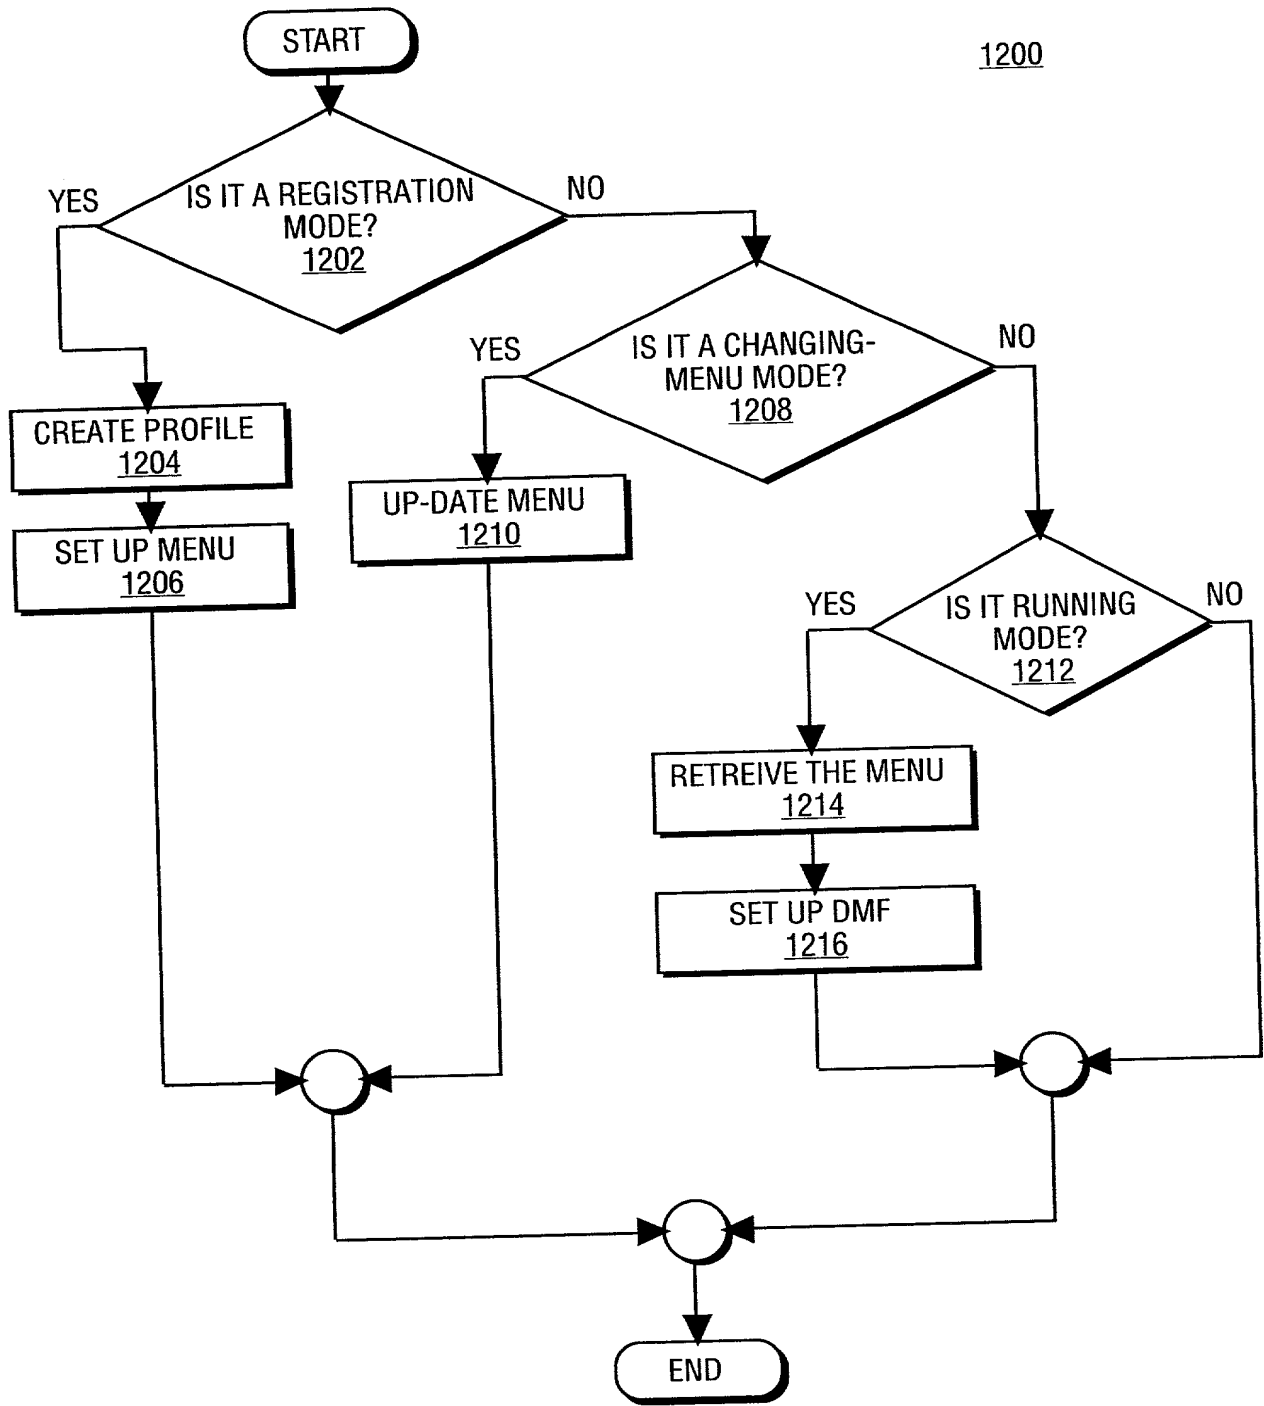 START
1200
IS IT A REGISTRATION
MODE?
1202
YES
NO
IS IT A CHANGING-
MENU MODE?
1208
YES
NO
CREATE PROFILE
1204
SET UP MENU
1206
UP-DATE MENU
1210
IS IT RUNNING
MODE?
1212
YES
NO
RETREIVE THE MENU
1214
SET UP DMF
1216
END